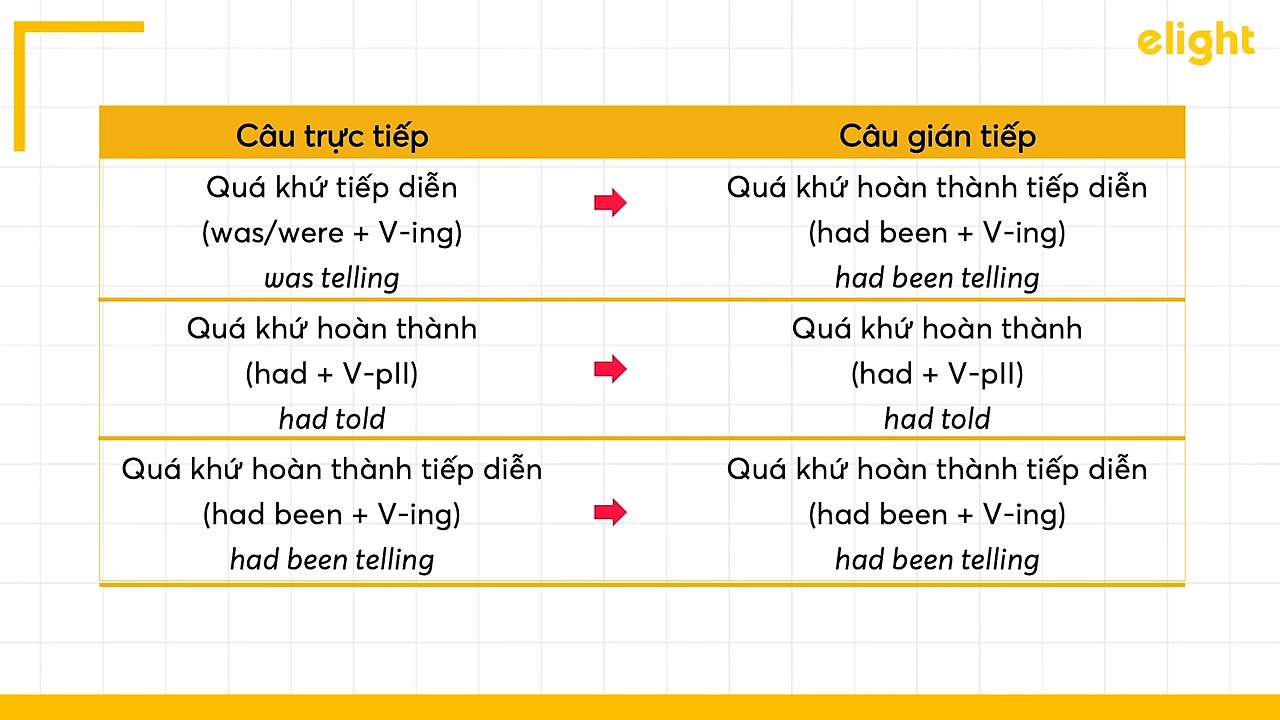 elight
Câu trực tiếp
Câu gián tiếp
Quá khứ tiếp diễn
(was/were + V-ing)
was telling
Quá khứ hoàn thành tiếp diễn
(had been + V-ing)
had been telling
Quá khứ hoàn thành
(had + V-pII)
had told
Quá khứ hoàn thành
(had + V-pII)
had told
Quá khứ hoàn thành tiếp diễn
(had been + V-ing)
had been telling
Quá khứ hoàn thành tiếp diễn
(had been + V-ing)
had been telling